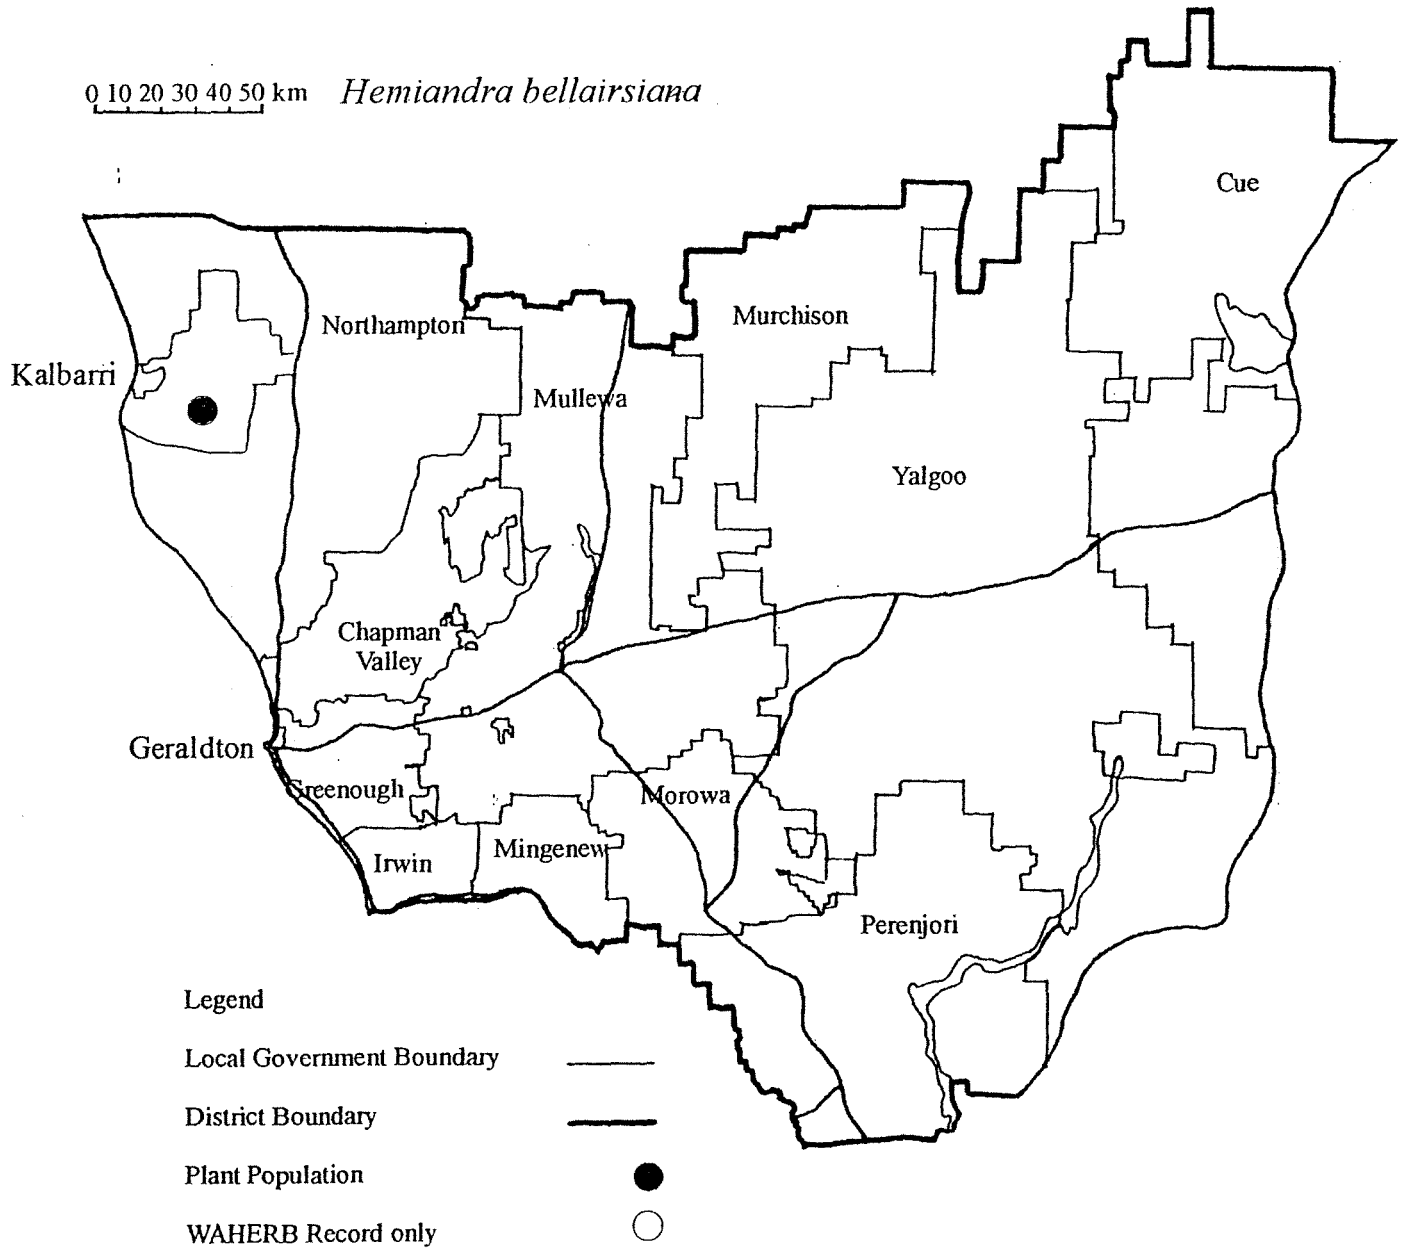 0 10 20 30 40 50 km
Hemiandra bellairsiana
Cue
Northampton
Murchison
Kalbarri
Mullewa
Yalgoo
Chapman
Valley
Geraldton
Greenough
Morowa
Irwin
Mingenew
Perenjori
Legend
Local Government Boundary
District Boundary
Plant Population
WAHERB Record only